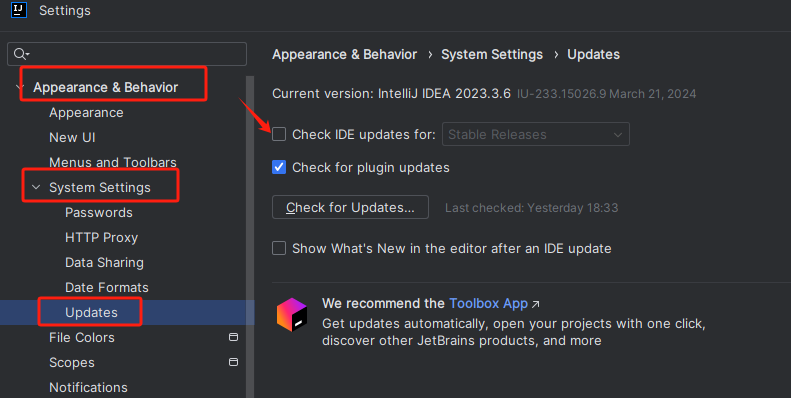 IJ
Settings
Appearance & Behavior
Appearance
New UI
Menus and Toolbars
System Settings
Passwords
HTTP Proxy
Data Sharing
Date Formats
Updates
File Colors
Scopes
Notifications
Appearance & Behavior › System Settings › Updates
Current version: IntelliJ IDEA 2023.3.6 IU-233.15026.9 March 21, 2024
Check IDE updates for: Stable Releases
Check for plugin updates
Check for Updates... Last checked: Yesterday 18:33
Show What's New in the editor after an IDE update
We recommend the Toolbox App ↗
Get updates automatically, open your projects with one click,
discover other JetBrains products, and more